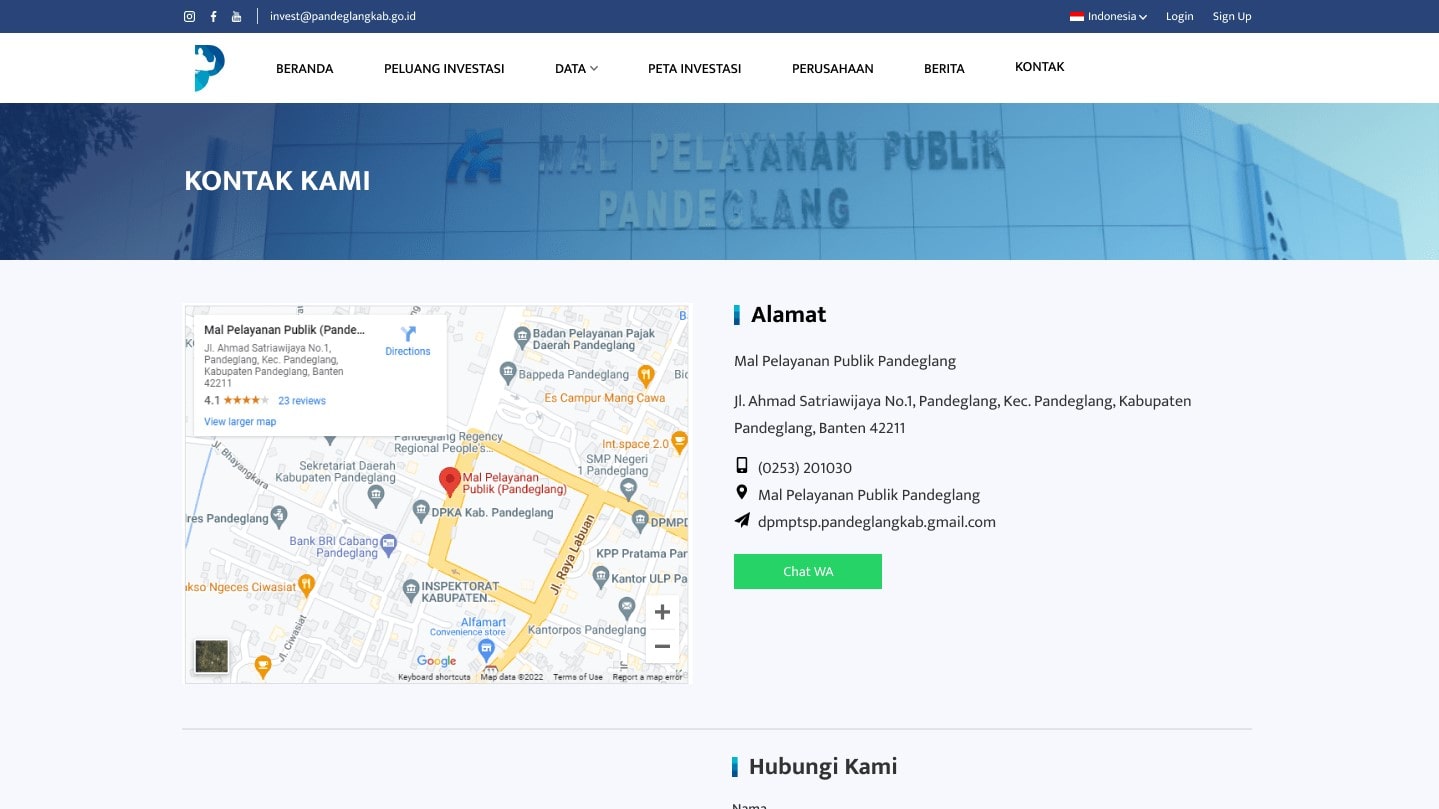 invest@pandeglangkab.go.id
Indonesia
Login
Sign Up
BERANDA
PELUANG INVESTASI
DATA
PETA INVESTASI
PERUSAHAAN
BERITA
KONTAK
MAL PELAYANAN PUBLIK
PANDEGLANG
KONTAK KAMI
Mal Pelayanan Publik (Pande...
Jl. Ahmad Satriawijaya No.1,
Pandeglang, Kec. Pandeglang,
Kabupaten Pandeglang, Banten
42211
4.1
23 reviews
View larger map
Directions
Badan Pelayanan Pajak
Daerah Pandeglang
Bappeda Pandeglang
Es Campur Mang Cawa
Pandeglang Regency
Regional People's...
Int.space 2.0
SMP Negeri
1 Pandeglang
Jl. Bhayangkara
Sekretariat Daerah
Kabupaten Pandeglang
Mal Pelayanan
Publik (Pandeglang)
DPKA Kab. Pandeglang
DPMPD
Pandeglang
Bank BRI Cabang
Pandeglang
KPP Pratama Pan
Jl. Raya Labuan
Kantor ULP Pa
Ngeces Ciwasiat
INSPEKTORAT
KABUPATEN...
Alfamart
Convenience store
Kantorpos Pandeglang
Jl. Ciwasiat
Google
Keyboard shortcuts
Map data ©2022
Terms of Use
Report a map error
Alamat
Mal Pelayanan Publik Pandeglang
Jl. Ahmad Satriawijaya No.1, Pandeglang, Kec. Pandeglang, Kabupaten
Pandeglang, Banten 42211
(0253) 201030
Mal Pelayanan Publik Pandeglang
dpmptsp.pandeglangkab.gmail.com
Chat WA
Hubungi Kami
Nama